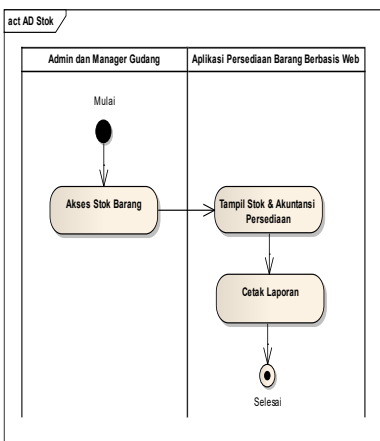 act AD Stok
Admin dan Manager Gudang
Aplikasi Persediaan Barang Berbasis Web
Mulai
Akses Stok Barang
Tampil Stok & Akuntansi
Persediaan
Cetak Laporan
Selesai